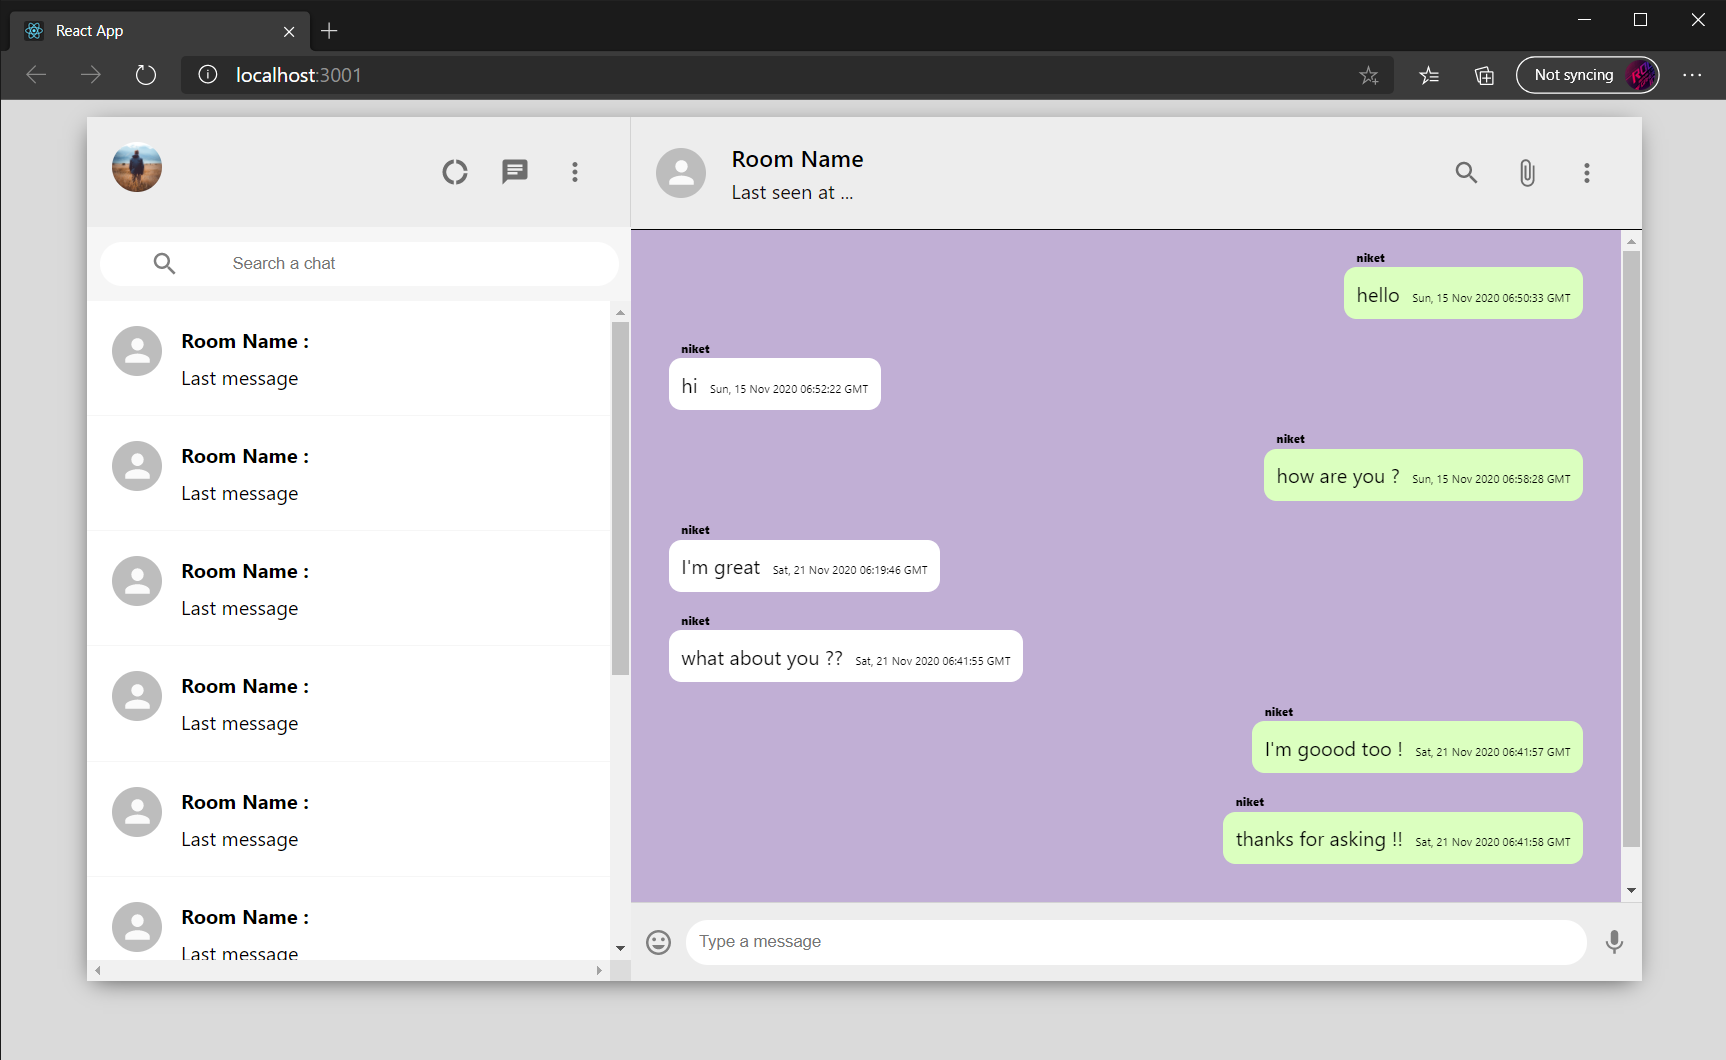 React App
localhost:3001
Not syncing
Room Name
Last seen at ...
Search a chat
Room Name :
Last message
Room Name :
Last message
Room Name :
Last message
Room Name :
Last message
Room Name :
Last message
Room Name :
Last message
niket
hello Sun, 15 Nov 2020 06:50:33 GMT
niket
hi Sun, 15 Nov 2020 06:52:22 GMT
niket
how are you ? Sun, 15 Nov 2020 06:58:28 GMT
niket
I'm great Sat, 21 Nov 2020 06:19:46 GMT
niket
what about you ?? Sat, 21 Nov 2020 06:41:55 GMT
niket
I'm goood too ! Sat, 21 Nov 2020 06:41:57 GMT
niket
thanks for asking !! Sat, 21 Nov 2020 06:41:58 GMT
Type a message